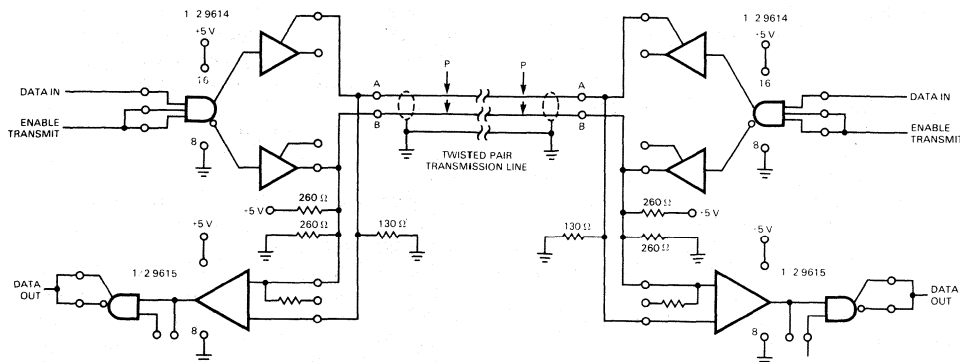 1 2 9614
+5 V
16
DATA IN
ENABLE
TRANSMIT
8
A
B
P
P
TWISTED PAIR
TRANSMISSION LINE
A
B
1 2 9614
+5 V
16
DATA IN
ENABLE
TRANSMIT
8
260 Ω
+5 V
260 Ω
130 Ω
130 Ω
260 Ω
+5 V
260 Ω
+5 V
1 2 9615
DATA
OUT
8
+5 V
1 2 9615
DATA
OUT
8